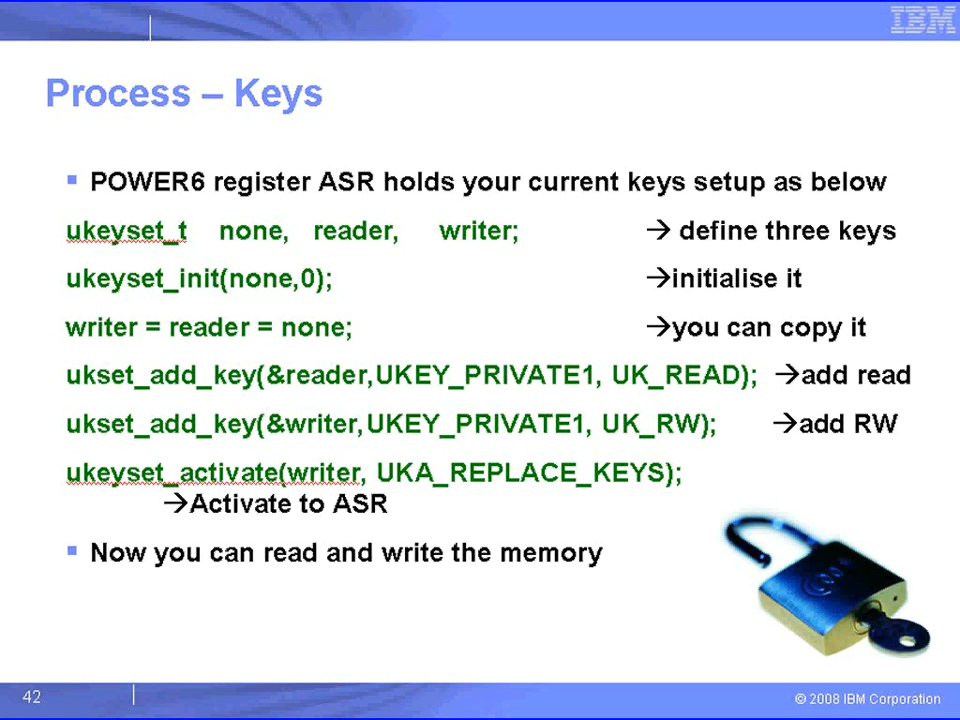 IBM
Process – Keys
▪ POWER6 register ASR holds your current keys setup as below
ukeyset_t none, reader, writer; → define three keys
ukeyset_init(none,0); →initialise it
writer = reader = none; →you can copy it
ukset_add_key(&reader,UKEY_PRIVATE1, UK_READ); →add read
ukset_add_key(&writer,UKEY_PRIVATE1, UK_RW); →add RW
ukeyset_activate(writer, UKA_REPLACE_KEYS);
→Activate to ASR
▪ Now you can read and write the memory
42
© 2008 IBM Corporation